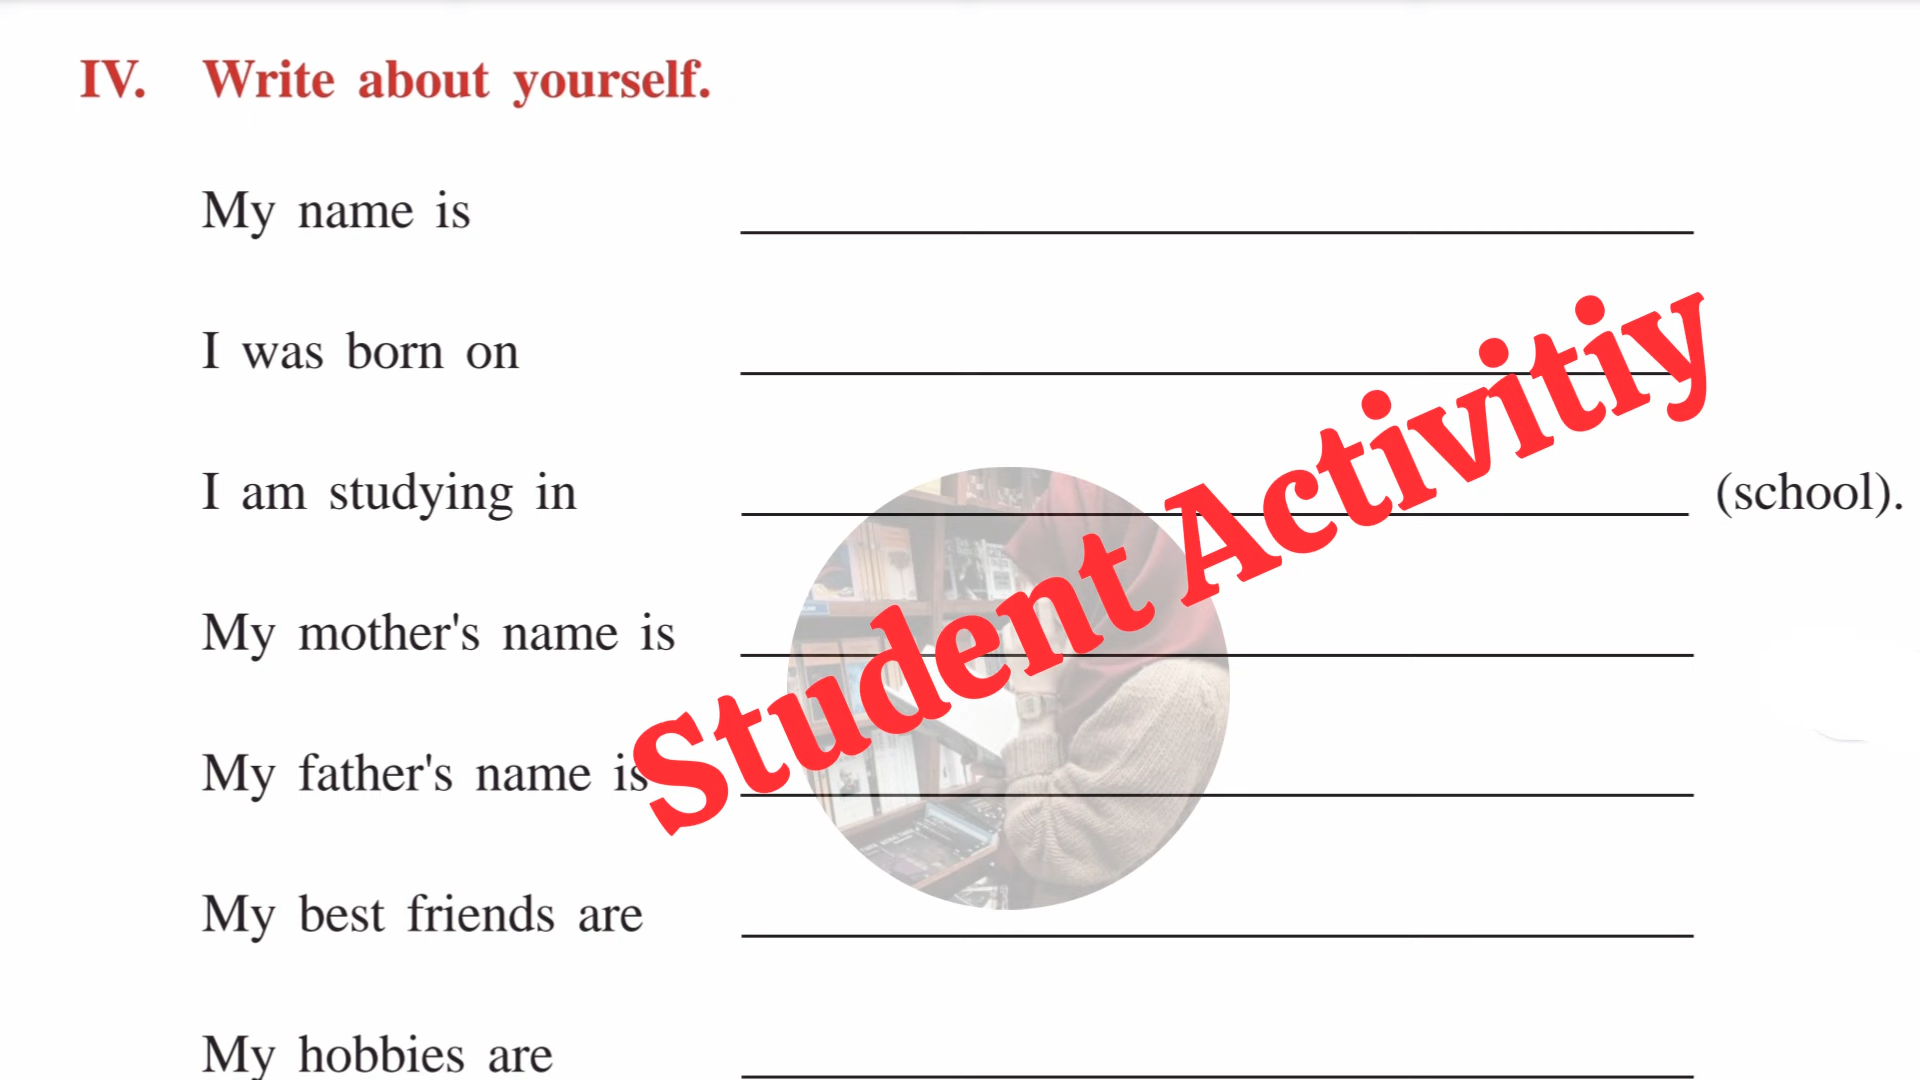 IV. Write about yourself.
My name is
I was born on
I am studying in (school).
My mother's name is
My father's name is
My best friends are
My hobbies are
Student Activitiy